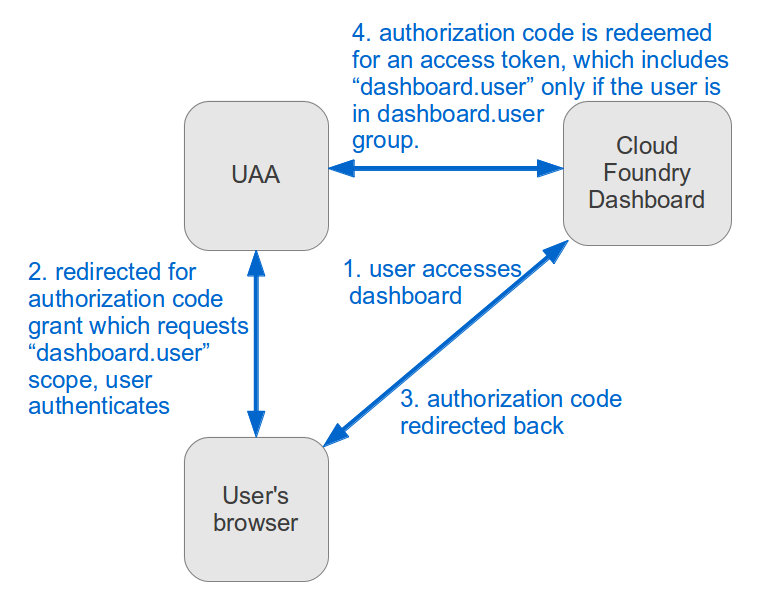 4. authorization code is redeemed
for an access token, which includes
“dashboard.user” only if the user is
in dashboard.user
group.
UAA
Cloud
Foundry
Dashboard
2. redirected for
authorization code
grant which requests
“dashboard.user”
scope, user
authenticates
1. user accesses
dashboard
3. authorization code
redirected back
User's
browser